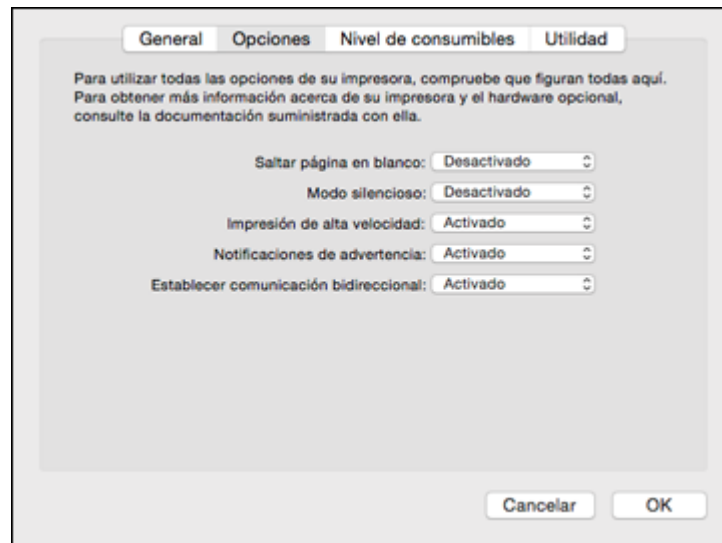 General Opciones Nivel de consumibles Utilidad
Para utilizar todas las opciones de su impresora, compruebe que figuran todas aquí.
Para obtener más información acerca de su impresora y el hardware opcional,
consulte la documentación suministrada con ella.
Saltar página en blanco: Desactivado
Modo silencioso: Desactivado
Impresión de alta velocidad: Activado
Notificaciones de advertencia: Activado
Establecer comunicación bidireccional: Activado
Cancelar OK